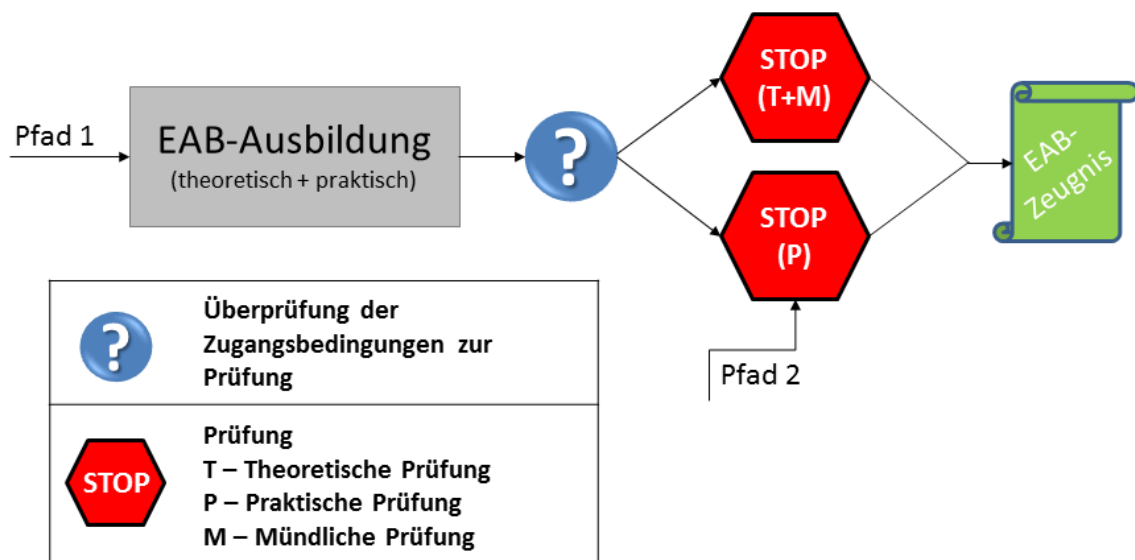 Pfad 1
EAB-Ausbildung
(theoretisch + praktisch)
?
STOP
(T+M)
STOP
(P)
EAB-
Zeugnis
Pfad 2
?
Überprüfung der
Zugangsbedingungen zur
Prüfung
STOP
Prüfung
T – Theoretische Prüfung
P – Praktische Prüfung
M – Mündliche Prüfung